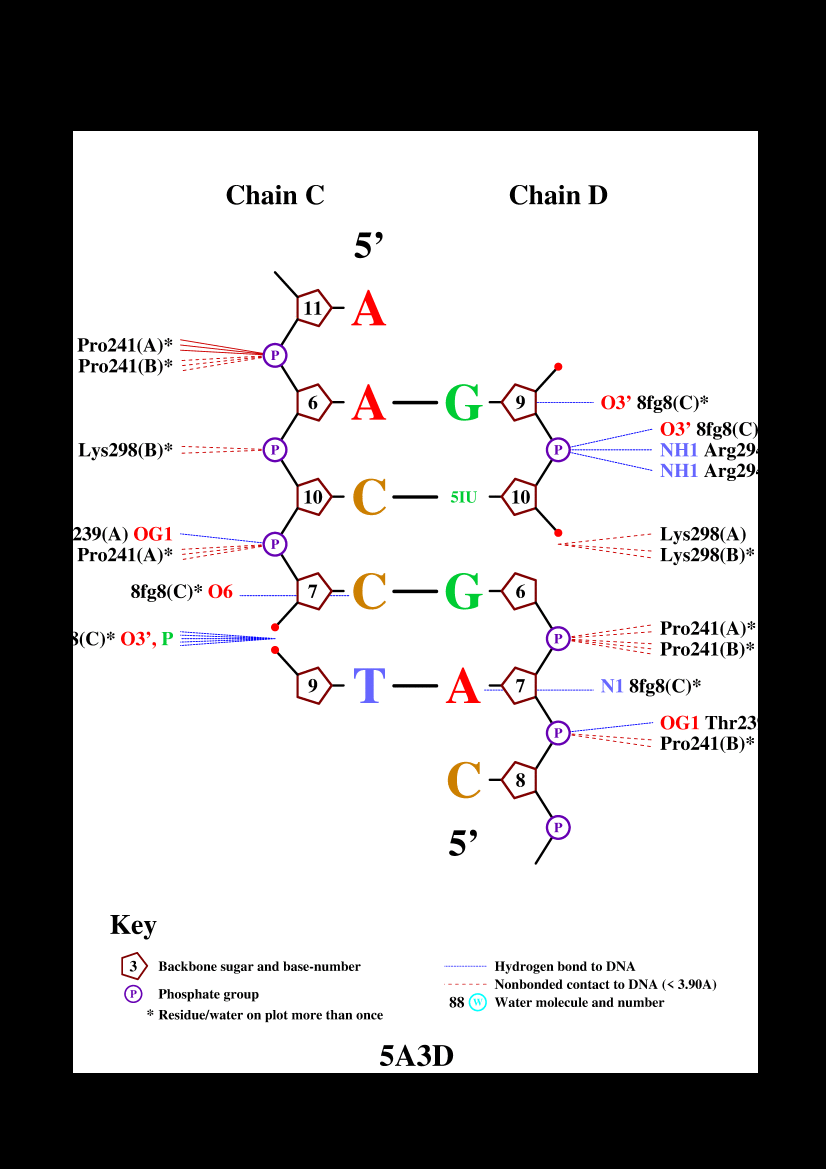 Chain C Chain D
5’
11 A
Pro241(A)* P
Pro241(B)*
6 A G 9 O3’ 8fg8(C)*
O3’ 8fg8(C)
Lys298(B)* P P NH1 Arg294
NH1 Arg294
10 C 5IU 10
239(A) OG1 P Lys298(A)
Pro241(A)* Lys298(B)*
8fg8(C)* O6 7 C G 6
8(C)* O3’, P P Pro241(A)*
Pro241(B)*
9 T A 7 N1 8fg8(C)*
OG1 Thr239
P Pro241(B)*
C 8
5’ P
Key
3 Backbone sugar and base-number Hydrogen bond to DNA
Nonbonded contact to DNA (< 3.90A)
P Phosphate group 88 W Water molecule and number
* Residue/water on plot more than once
5A3D